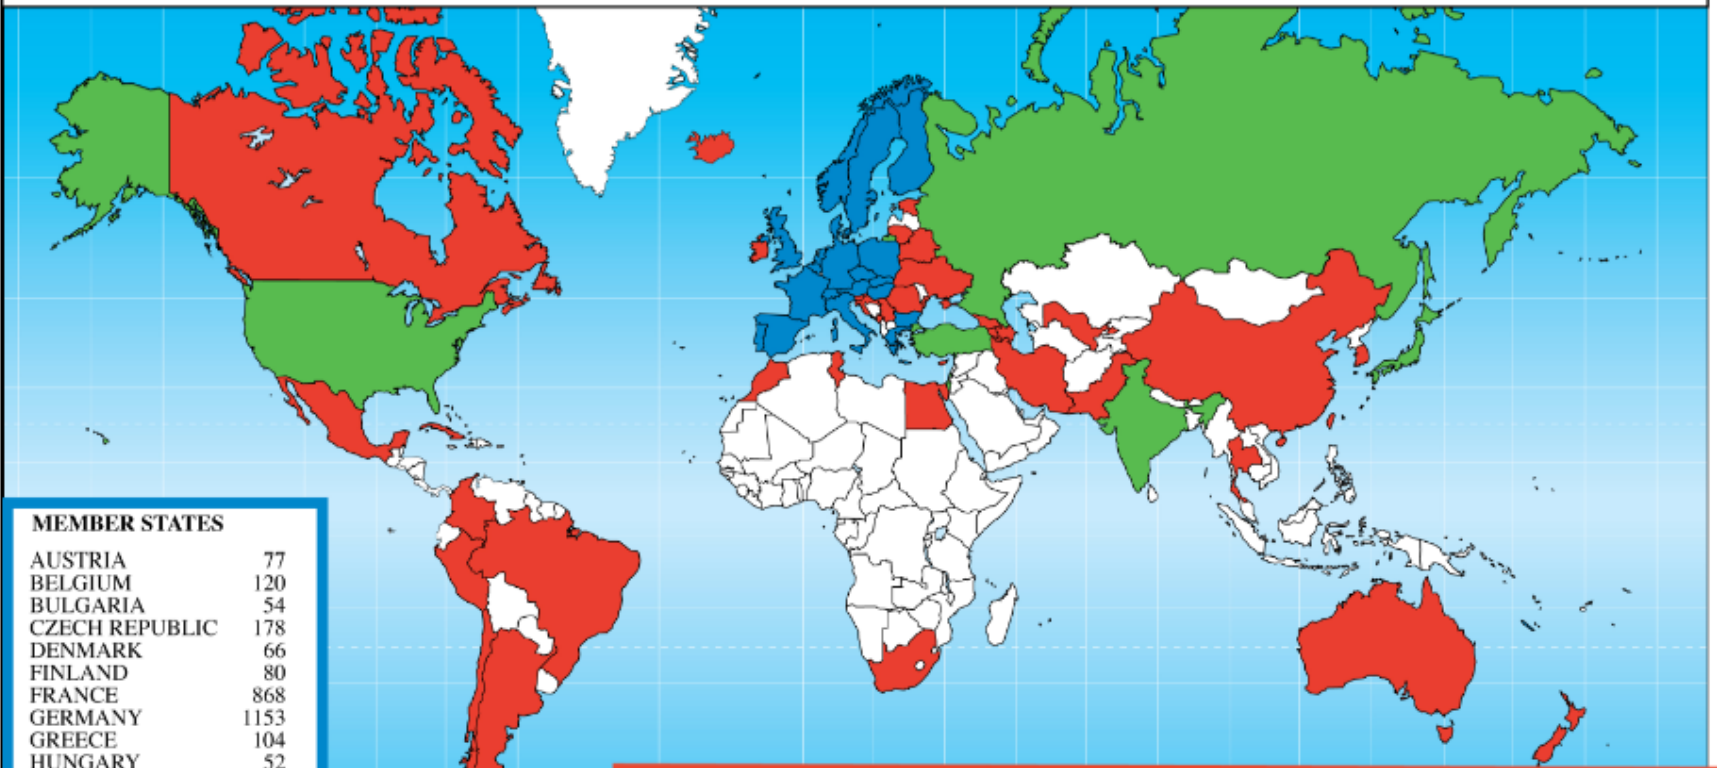 MEMBER STATES
AUSTRIA 77
BELGIUM 120
BULGARIA 54
CZECH REPUBLIC 178
DENMARK 66
FINLAND 80
FRANCE 868
GERMANY 1153
GREECE 104
HUNGARY 52